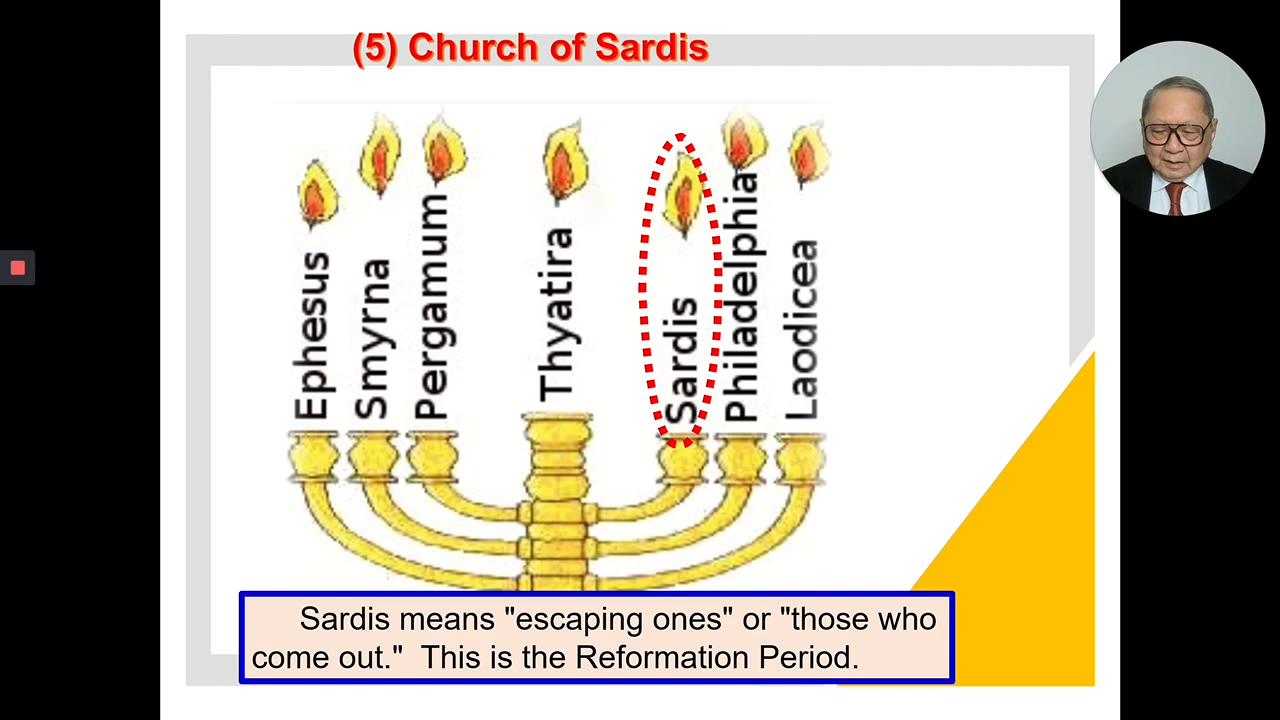 (5) Church of Sardis
Ephesus
Smyrna
Pergamum
Thyatira
Sardis
Philadelphia
Laodicea
Sardis means "escaping ones" or "those who
come out."  This is the Reformation Period.